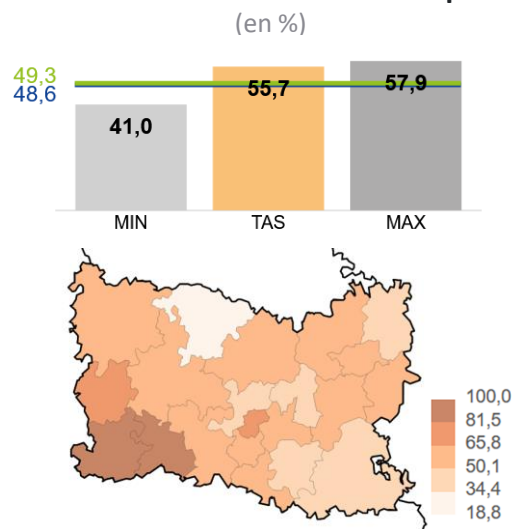 (en %)
49,3
48,6
41,0
55,7
57,9
MIN
TAS
MAX
100,0
81,5
65,8
50,1
34,4
18,8